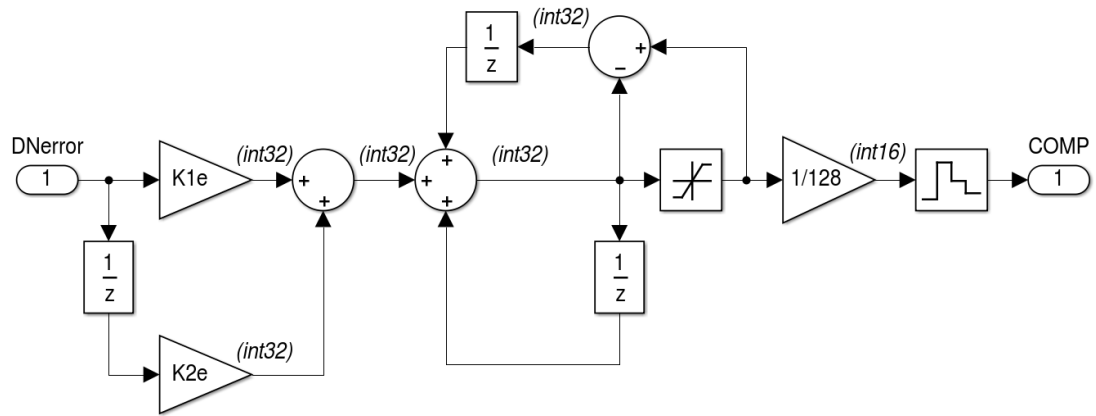 (int32)
1
z
+
−
DNerror
1
K1e
(int32)
+
+
(int32)
+
+
+
(int32)
1/128
(int16)
COMP
1
1
z
1
z
K2e
(int32)